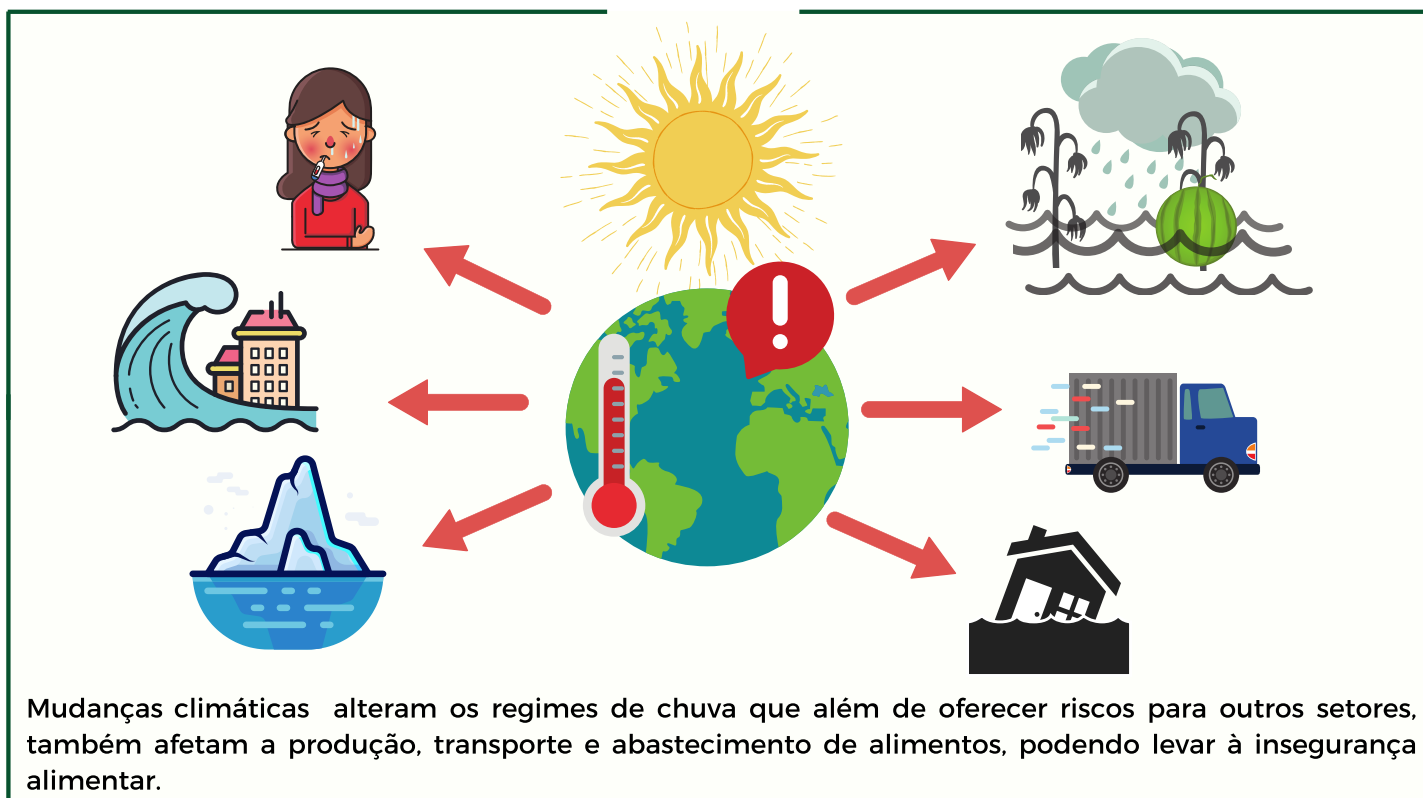 Mudanças climáticas alteram os regimes de chuva que além de oferecer riscos para outros setores,
também afetam a produção, transporte e abastecimento de alimentos, podendo levar à insegurança
alimentar.